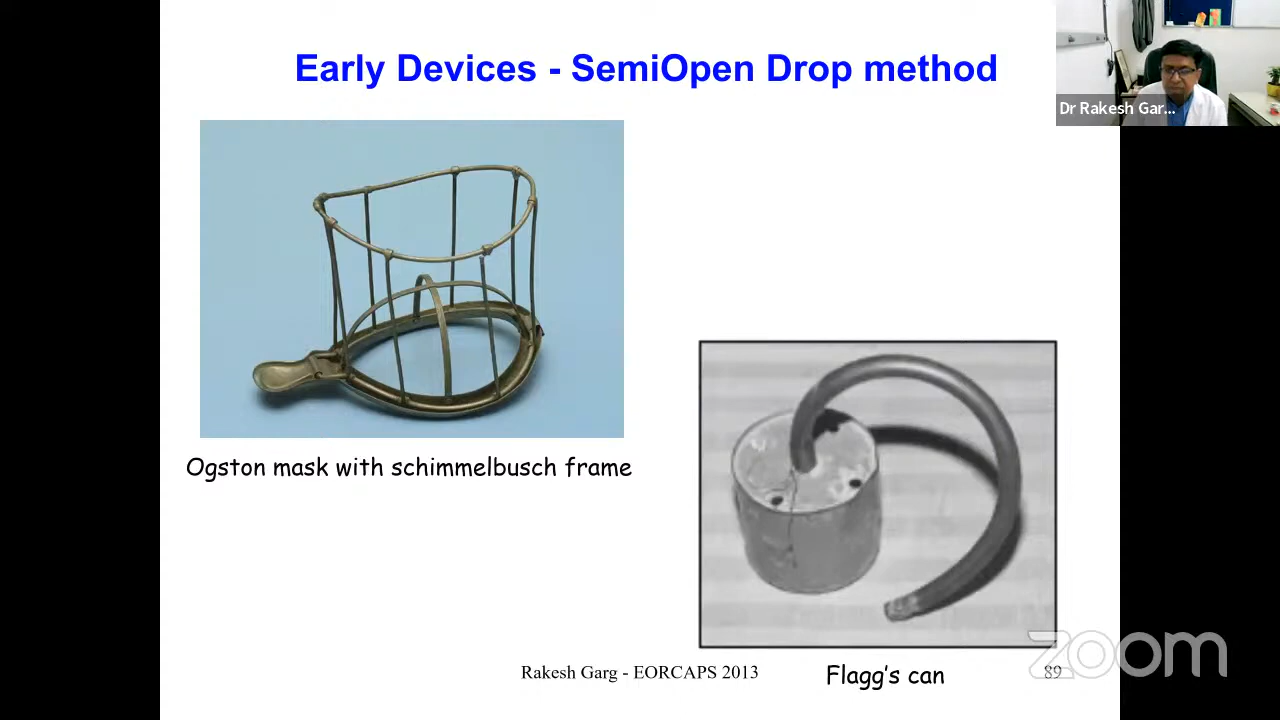 Early Devices - SemiOpen Drop method
Dr Rakesh Gar...
Ogston mask with schimmelbusch frame
Rakesh Garg - EORCAPS 2013
Flagg's can
89
zoom